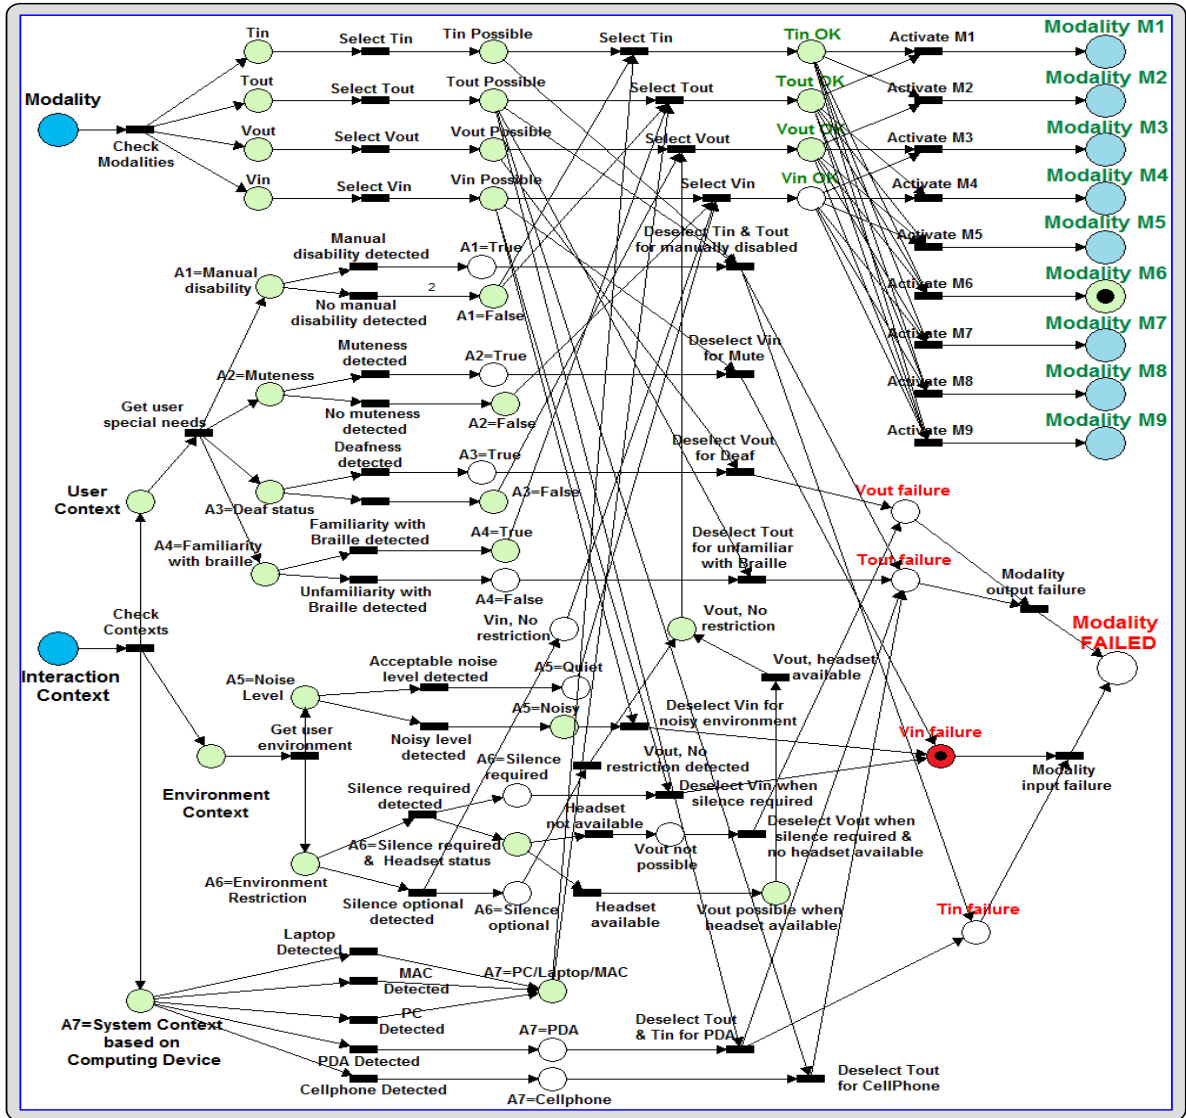 Tin
Select Tin
Tin Possible
Select Tin
Tin OK
Activate M1
Modality M1
Tout
Select Tout
Tout Possible
Select Tout
Tout OK
Activate M2
Modality M2
Modality
Check
Modalities
Vout
Select Vout
Vout Possible
Select Vout
Vout OK
Activate M3
Modality M3
Vin
Select Vin
Vin Possible
Select Vin
Vin OK
Activate M4
Modality M4
Activate M5
Modality M5
Activate M6
Modality M6
Activate M7
Modality M7
Activate M8
Modality M8
Activate M9
Modality M9
Manual
disability detected
A1=True
Deselect Tin & Tout
for manually disabled
A1=Manual
disability
2
No manual
disability detected
A1=False
Muteness
detected
A2=True
Deselect Vin
for Mute
A2=Muteness
No muteness
detected
A2=False
Get user
special needs
Deafness
detected
A3=True
Deselect Vout
for Deaf
A3=Deaf status
A3=False
User
Context
Vout failure
Familiarity with
Braille detected
A4=True
Deselect Tout
for unfamiliar
with Braille
A4=Familiarity
with braille
Unfamiliarity with
Braille detected
A4=False
Tout failure
Modality
output failure
Check
Contexts
Vin, No
restriction
Vout, No
restriction
Modality
FAILED
Interaction
Context
Acceptable noise
level detected
A5=Quiet
Vout, headset
available
A5=Noise
Level
A5=Noisy
Deselect Vin for
noisy environment
Get user
environment
Noisy level
detected
Vin failure
Modality
input failure
Vout, No
restriction detected
A6=Silence
required
Environment
Context
Silence required
detected
Deselect Vin when
silence required
Headset
not available
A6=Silence required
& Headset status
Vout not
possible
Deselect Vout when
silence required &
no headset available
A6=Environment
Restriction
Silence optional
detected
A6=Silence
optional
Headset
available
Vout possible when
headset available
Tin failure
Laptop
Detected
MAC
Detected
A7=PC/Laptop/MAC
PC
Detected
A7=System Context
based on
Computing Device
A7=PDA
Deselect Tout
& Tin for PDA
PDA Detected
Cellphone Detected
A7=Cellphone
Deselect Tout
for CellPhone